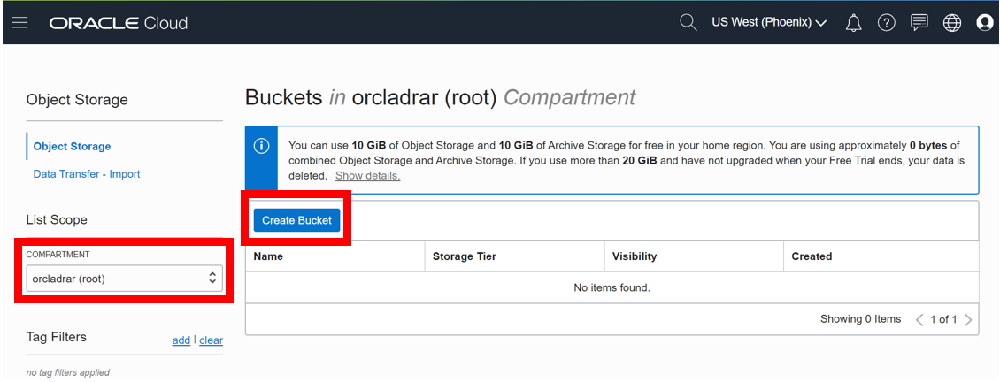 ORACLE Cloud
US West (Phoenix)
Object Storage
Object Storage
Data Transfer - Import
List Scope
COMPARTMENT
orcladrar (root)
Tag Filters
add | clear
no tag filters applied
Buckets in orcladrar (root) Compartment
You can use 10 GiB of Object Storage and 10 GiB of Archive Storage for free in your home region. You are using approximately 0 bytes of
combined Object Storage and Archive Storage. If you use more than 20 GiB and have not upgraded when your Free Trial ends, your data is
deleted. Show details.
Create Bucket
Name Storage Tier Visibility Created
No items found.
Showing 0 Items < 1 of 1 >